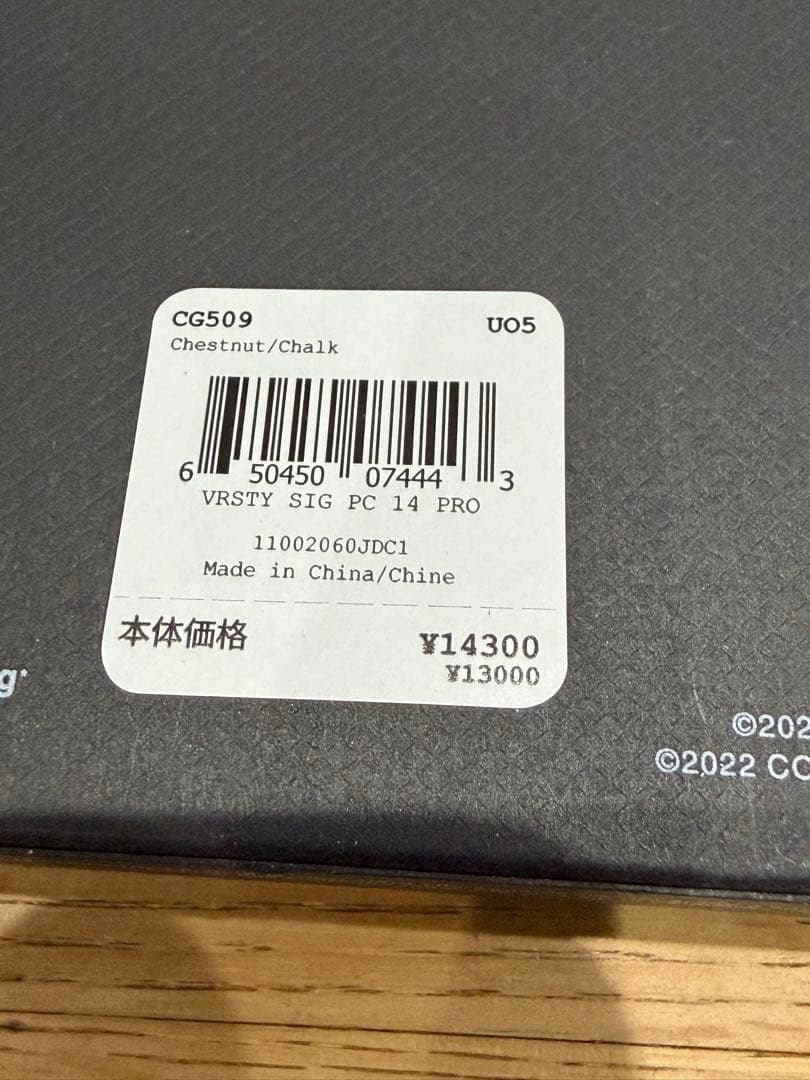 CG509 UO5
Chestnut/Chalk
6 50450 07444 3
VRSTY SIG PC 14 PRO
11002060JDC1
Made in China/Chine
本体価格 ¥14300
¥13000
©202
©2022 CO